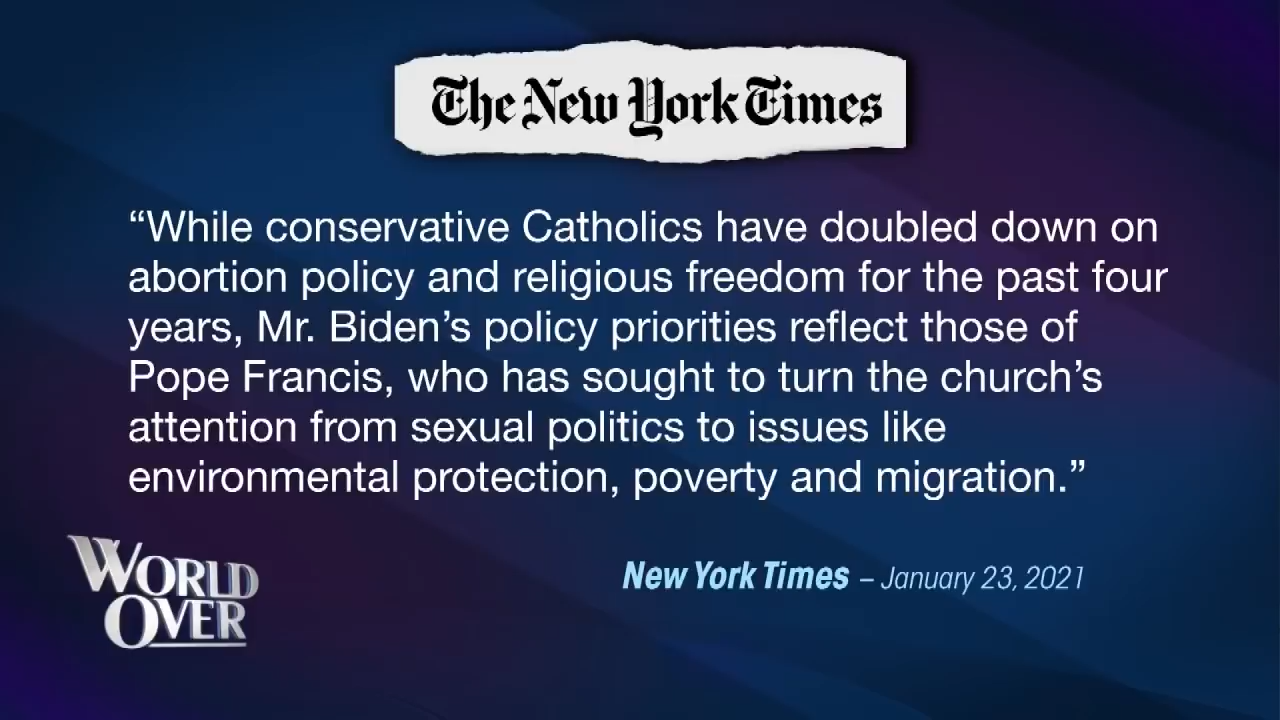 The New York Times
“While conservative Catholics have doubled down on
abortion policy and religious freedom for the past four
years, Mr. Biden’s policy priorities reflect those of
Pope Francis, who has sought to turn the church’s
attention from sexual politics to issues like
environmental protection, poverty and migration.”
New York Times – January 23, 2021
WORLD
OVER